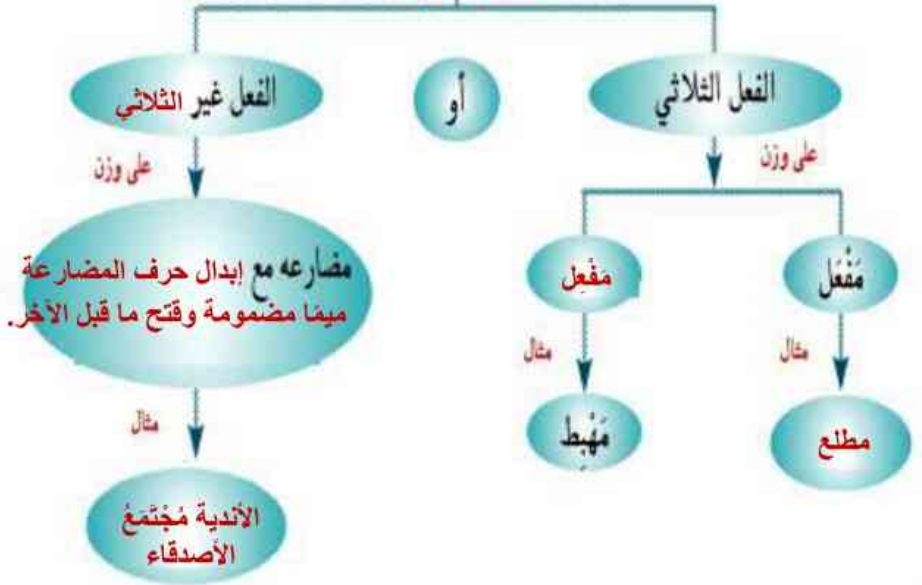 الفعل الثلاثي
أو
الفعل غير الثلاثي
على وزن
على وزن
مَفْعَل
مَفْعِل
مضارعه مع إبدال حرف المضارعة
ميمًا مضمومة وفتح ما قبل الآخر.
مثال
مثال
مثال
مطلع
مَهْبِط
الأندية مُجْتَمَعُ
الأصدقاء